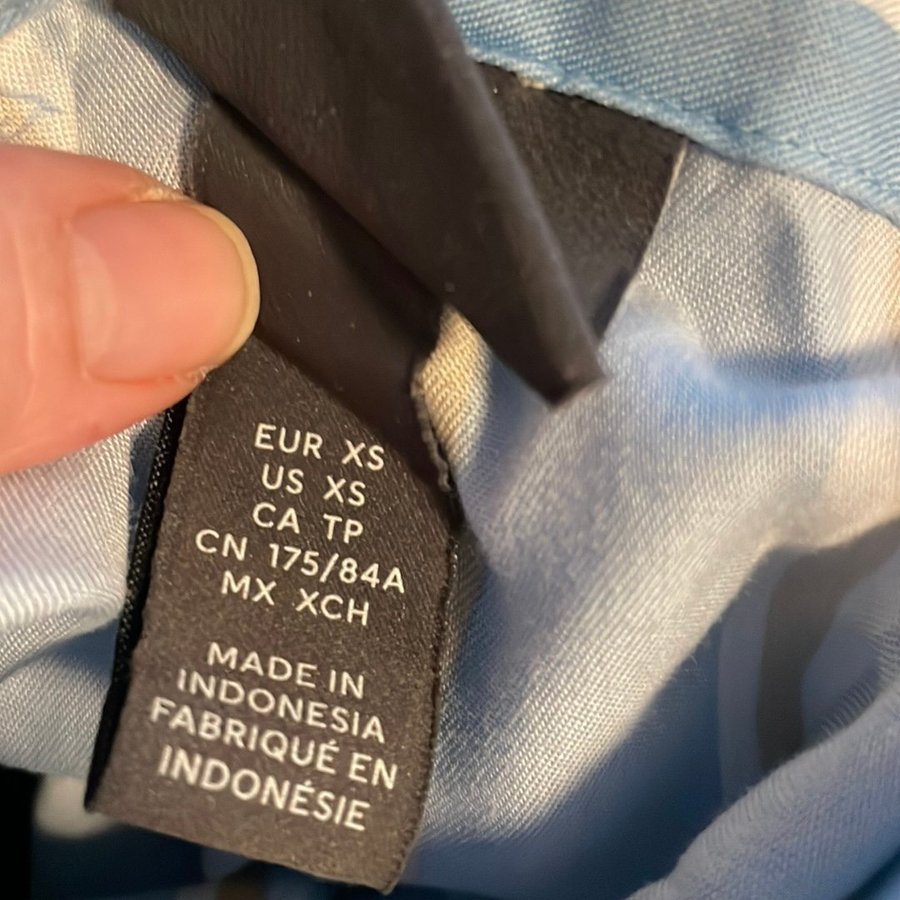 EUR XS
US XS
CA TP
CN 175/84A
MX XCH
MADE IN
INDONESIA
FABRIQUÉ EN
INDONÉSIE